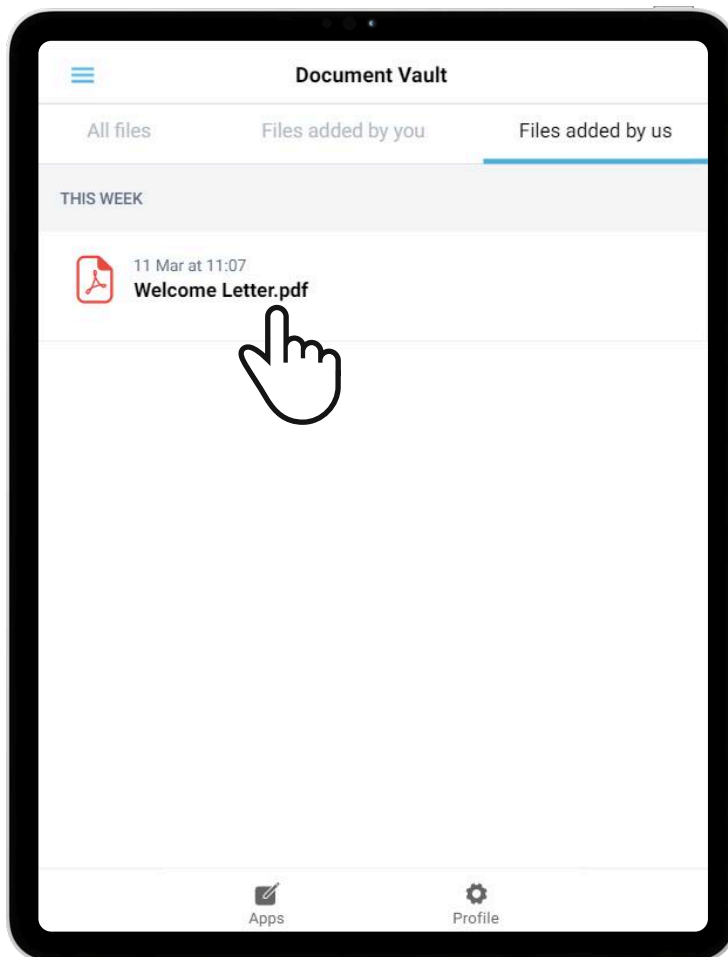 Document Vault
All files
Files added by you
Files added by us
THIS WEEK
11 Mar at 11:07
Welcome Letter.pdf
Apps
Profile